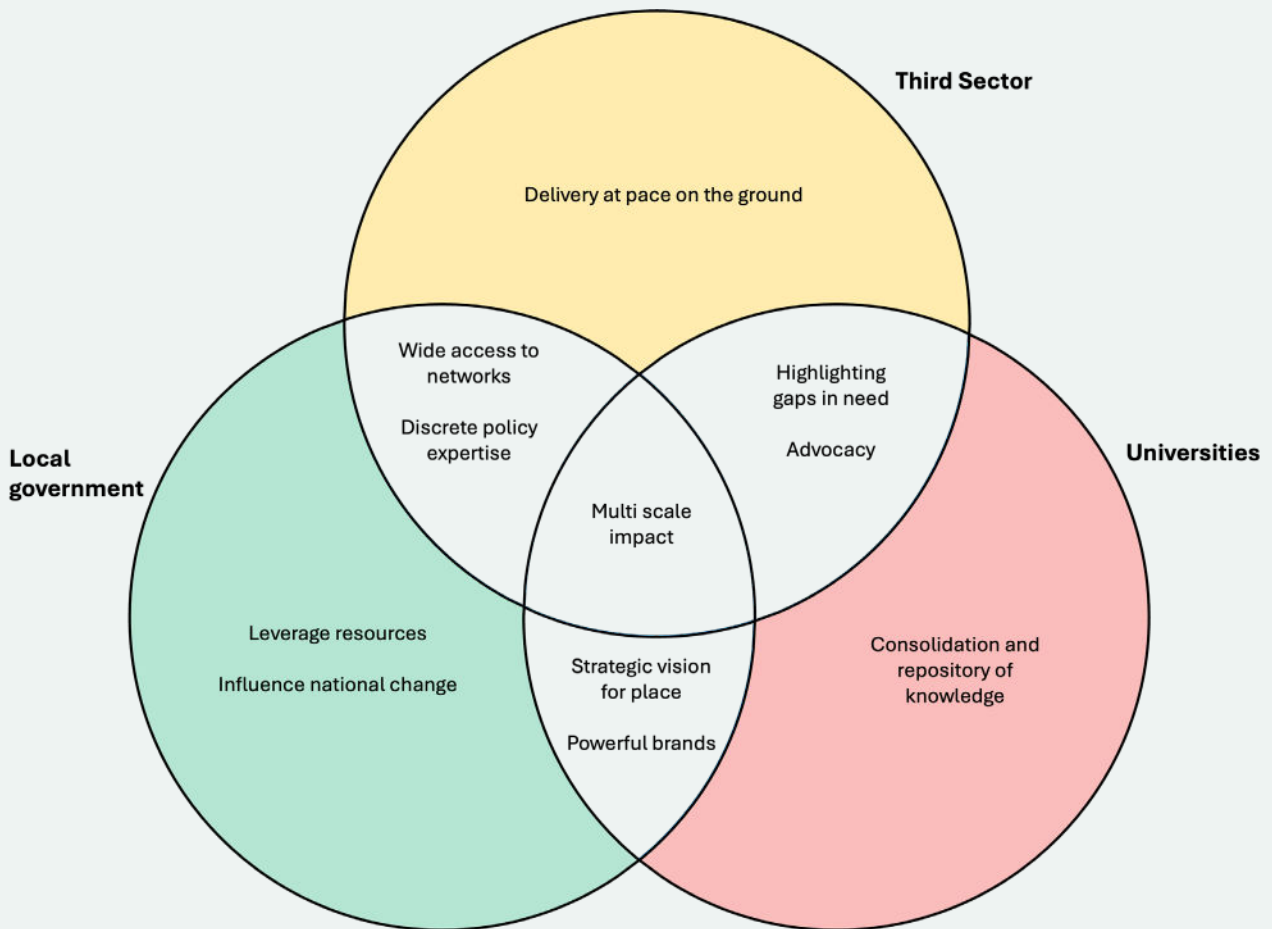 Third Sector
Delivery at pace on the ground
Wide access to
networks
Discrete policy
expertise
Highlighting
gaps in need
Advocacy
Local
government
Universities
Multi scale
impact
Leverage resources
Influence national change
Strategic vision
for place
Powerful brands
Consolidation and
repository of
knowledge